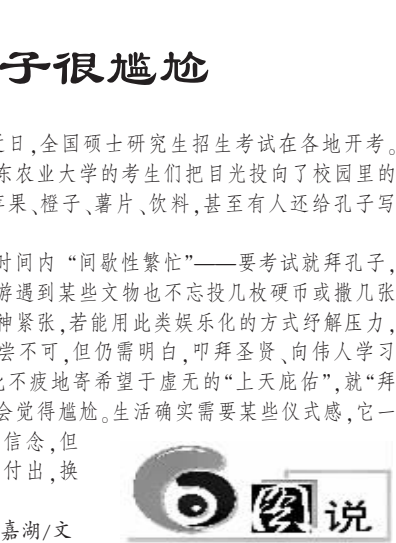 子很尴尬
近日,全国硕士研究生招生考试在各地开考。
东农业大学的考生们把目光投向了校园里的
苹果、橙子、薯片、饮料,甚至有人还给孔子写
时间内“间歇性繁忙”——要考试就拜孔子,
游遇到某些文物也不忘投几枚硬币或撒几张
神紧张,若能用此类娱乐化的方式纾解压力,
尝不可,但仍需明白,叩拜圣贤、向伟人学习
此不疲地寄希望于虚无的“上天庇佑”,就“拜
会觉得尴尬。生活确实需要某些仪式感,它一
信念,但
付出,换
嘉湖/文
图说